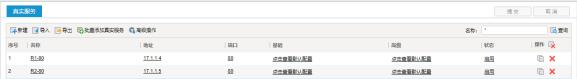 真实服务
提 交 取 消
新建 导入 导出 批量添加真实服务 高级操作 名称: * 查询
序号 名称 地址 端口 基础 高级 状态 操作
1 R1-80 17.1.1.4 80 点击查看默认配置 点击查看默认配置 启用
2 R2-80 17.1.1.5 80 点击查看默认配置 点击查看默认配置 启用